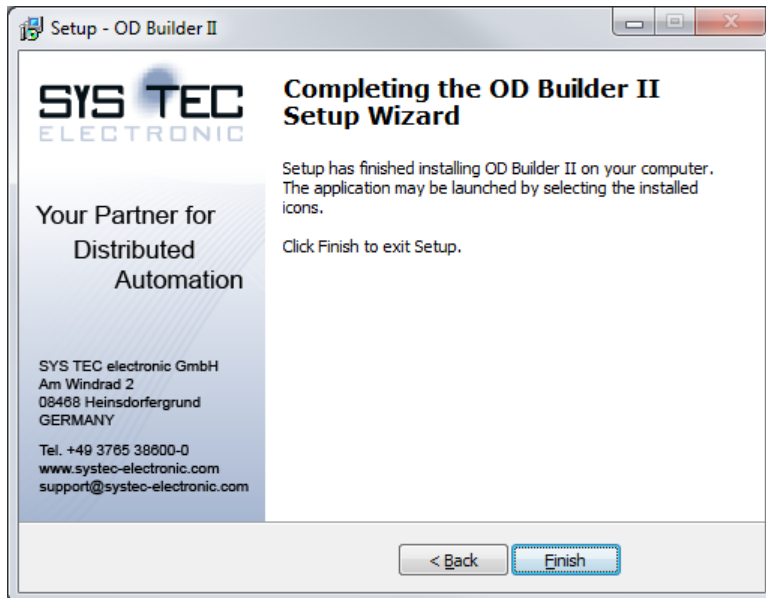 Setup - OD Builder II
SYS TEC
ELECTRONIC
Your Partner for
Distributed
Automation
SYS TEC electronic GmbH
Am Windrad 2
08468 Heinsdorfergrund
GERMANY
Tel. +49 3765 38600-0
www.systec-electronic.com
support@systec-electronic.com
Completing the OD Builder II
Setup Wizard
Setup has finished installing OD Builder II on your computer.
The application may be launched by selecting the installed
icons.
Click Finish to exit Setup.
< Back
Finish